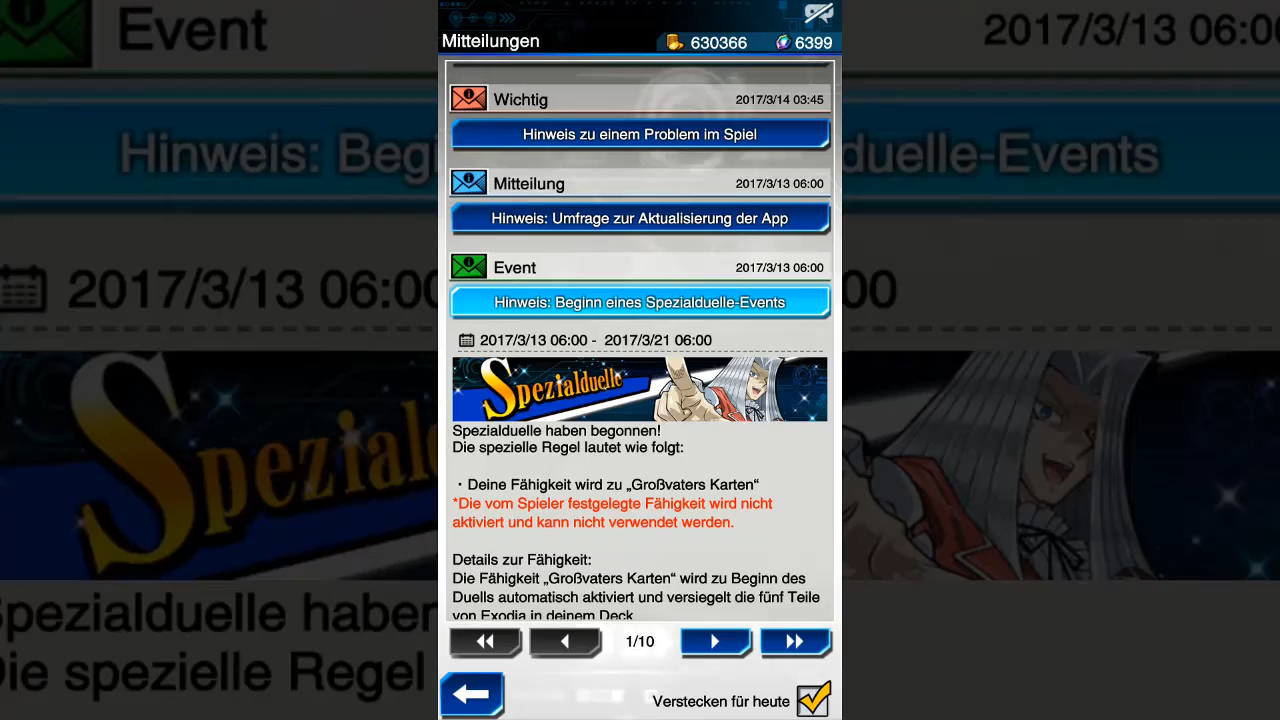 Mitteilungen
630366
6399
Wichtig
2017/3/14 03:45
Hinweis zu einem Problem im Spiel
Mitteilung
2017/3/13 06:00
Hinweis: Umfrage zur Aktualisierung der App
Event
2017/3/13 06:00
Hinweis: Beginn eines Spezialduelle-Events
2017/3/13 06:00 - 2017/3/21 06:00
Spezialduelle
Spezialduelle haben begonnen!
Die spezielle Regel lautet wie folgt:
・Deine Fähigkeit wird zu „Großvaters Karten“
*Die vom Spieler festgelegte Fähigkeit wird nicht
aktiviert und kann nicht verwendet werden.
Details zur Fähigkeit:
Die Fähigkeit „Großvaters Karten“ wird zu Beginn des
Duells automatisch aktiviert und versiegelt die fünf Teile
von Exodia in deinem Deck
1/10
Verstecken für heute